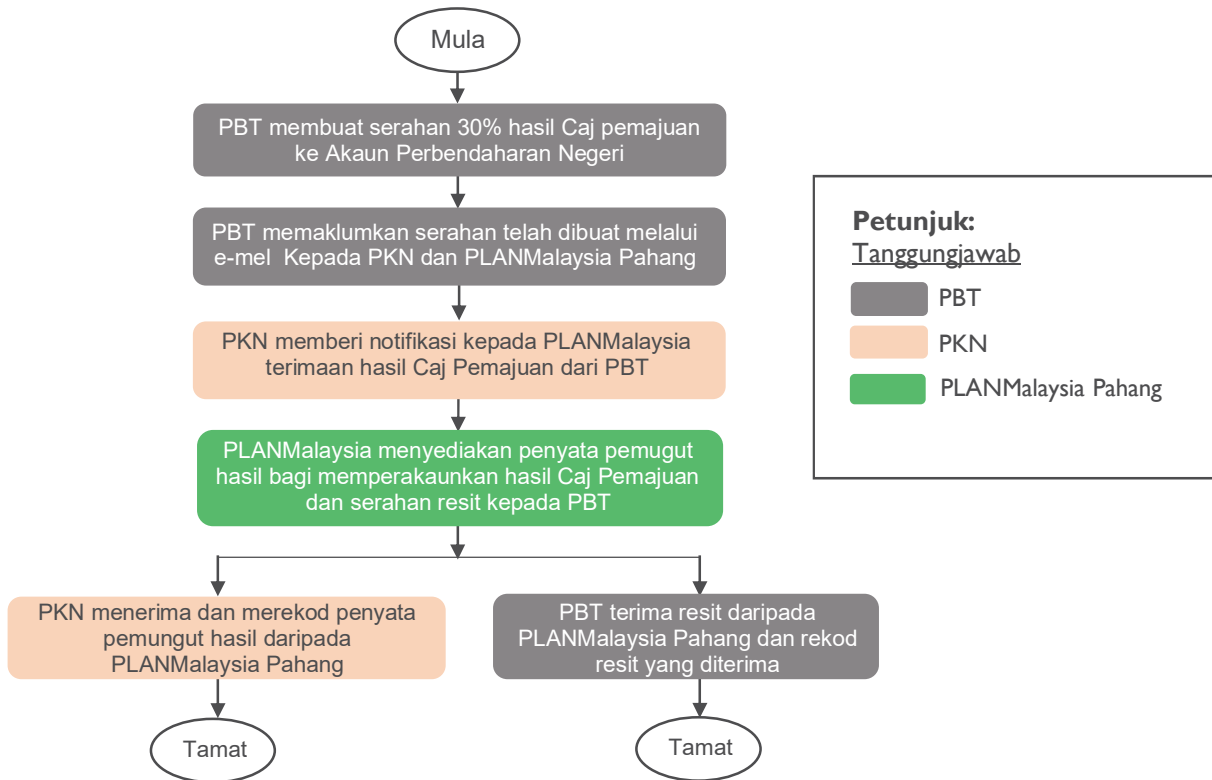 Mula
PBT membuat serahan 30% hasil Caj pemajuan
ke Akaun Perbendaharan Negeri
PBT memaklumkan serahan telah dibuat melalui
e-mel Kepada PKN dan PLANMalaysia Pahang
PKN memberi notifikasi kepada PLANMalaysia
terimaan hasil Caj Pemajuan dari PBT
PLANMalaysia menyediakan penyata pemugut
hasil bagi memperakaunkan hasil Caj Pemajuan
dan serahan resit kepada PBT
PKN menerima dan merekod penyata
pemungut hasil daripada
PLANMalaysia Pahang
PBT terima resit daripada
PLANMalaysia Pahang dan rekod
resit yang diterima
Tamat
Tamat
Petunjuk:
Tanggungjawab
PBT
PKN
PLANMalaysia Pahang